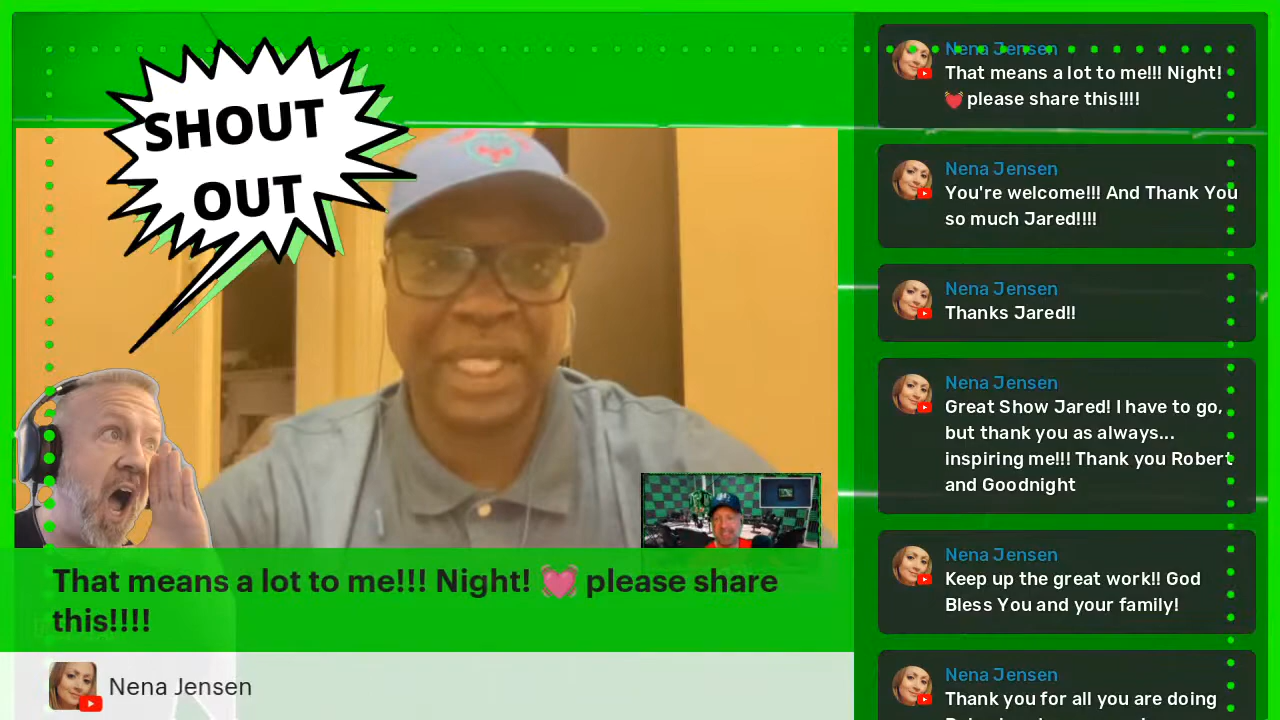 SHOUT
OUT
That means a lot to me!!! Night! 💓 please share
this!!!!
Nena Jensen
Nena Jensen
That means a lot to me!!! Night!
💓 please share this!!!!
Nena Jensen
You're welcome!!! And Thank You
so much Jared!!!!
Nena Jensen
Thanks Jared!!
Nena Jensen
Great Show Jared! I have to go,
but thank you as always...
inspiring me!!! Thank you Robert
and Goodnight
Nena Jensen
Keep up the great work!! God
Bless You and your family!
Nena Jensen
Thank you for all you are doing